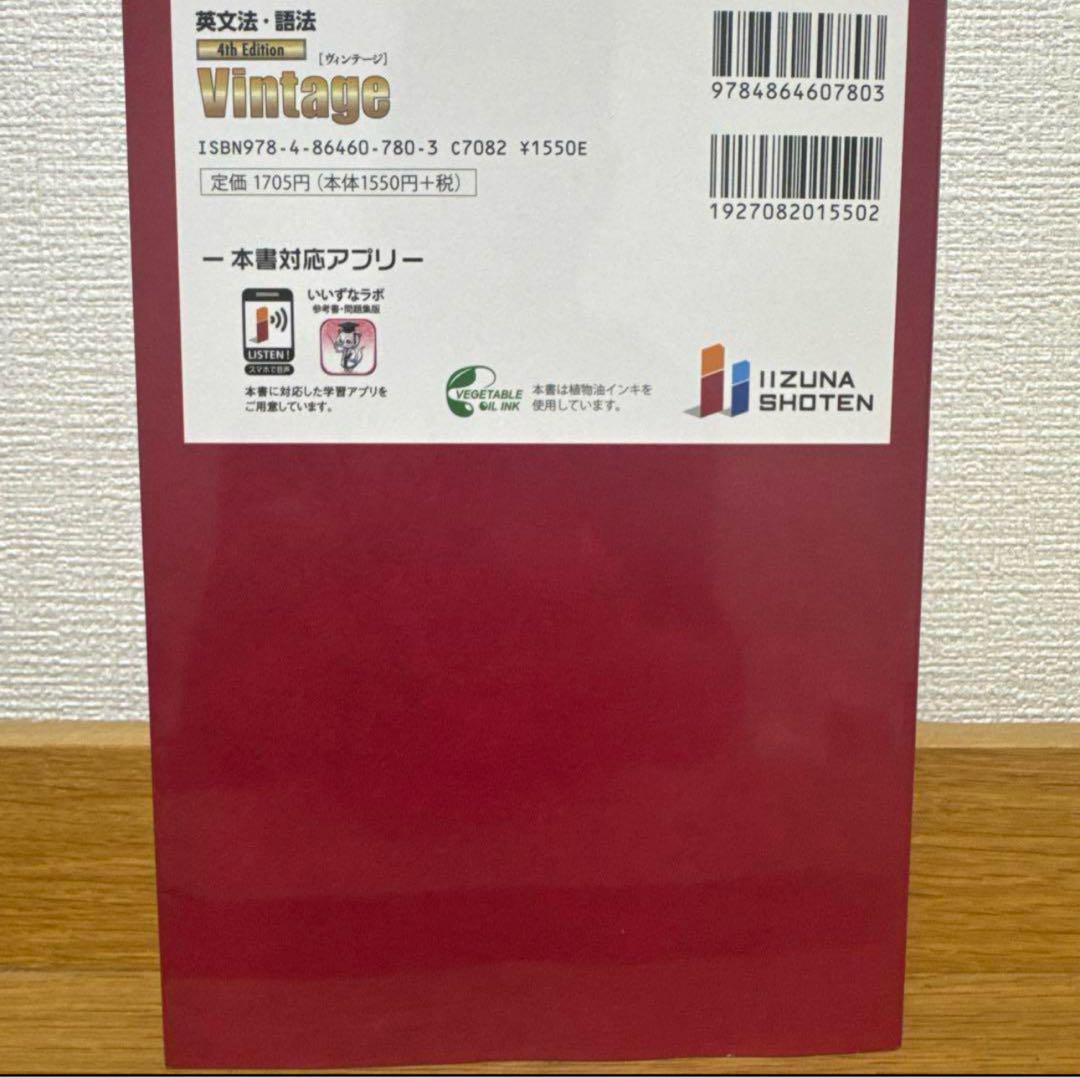 英文法・語法
4th Edition
[ヴィンテージ]
Vintage
ISBN978-4-86460-780-3 C7082 ¥1550E
定価 1705円(本体1550円+税)
9784864607803
1927082015502
ー本書対応アプリー
LISTEN!
スマホで音声
いいずなラボ
参考書・問題集版
本書に対応した学習アプリを
ご用意しています。
VEGETABLE
OIL INK
本書は植物油インキを
使用しています。
IIZUNA
SHOTEN